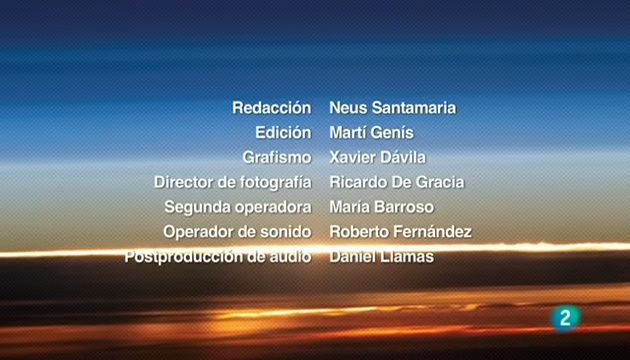 Redacción Neus Santamaria
Edición Martí Genís
Grafismo Xavier Dávila
Director de fotografía Ricardo De Gracia
Segunda operadora María Barroso
Operador de sonido Roberto Fernández
Postproducción de audio Daniel Llamas
2